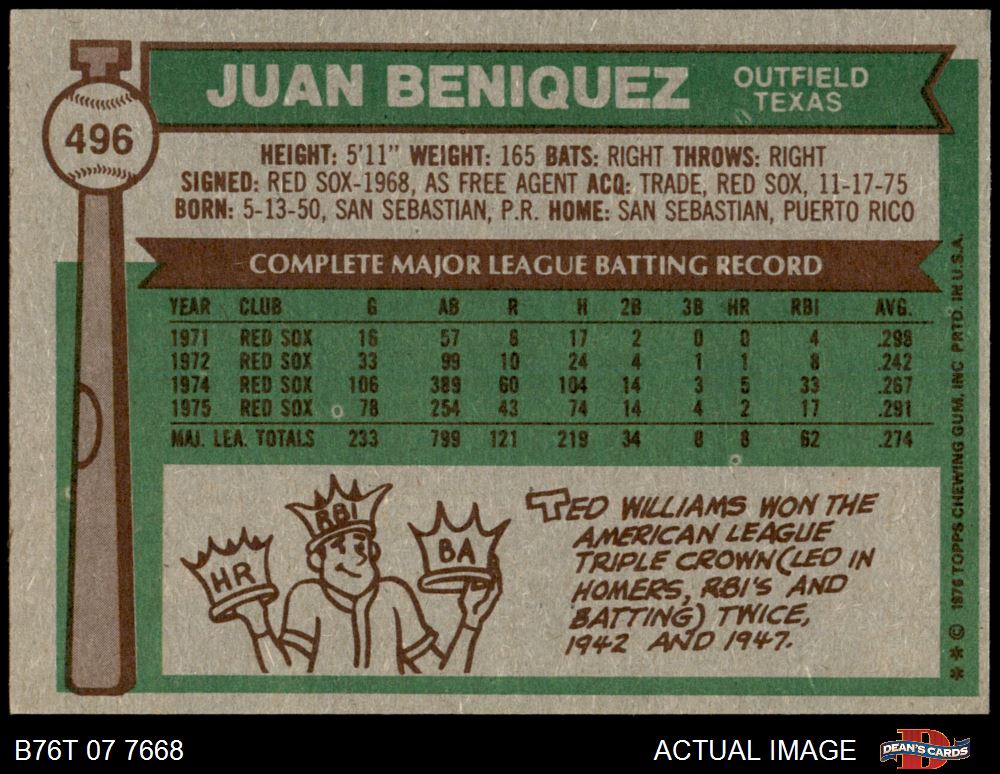 496
JUAN BENIQUEZ
OUTFIELD
TEXAS
HEIGHT: 5'11" WEIGHT: 165 BATS: RIGHT THROWS: RIGHT
SIGNED: RED SOX-1968, AS FREE AGENT ACQ: TRADE, RED SOX, 11-17-75
BORN: 5-13-50, SAN SEBASTIAN, P.R. HOME: SAN SEBASTIAN, PUERTO RICO
COMPLETE MAJOR LEAGUE BATTING RECORD
YEAR CLUB G AB R H 2B 3B HR RBI AVG.
1971 RED SOX 16 57 8 17 2 0 0 4 .298
1972 RED SOX 33 99 10 24 4 1 1 8 .242
1974 RED SOX 106 389 60 104 14 3 5 33 .267
1975 RED SOX 78 254 43 74 14 4 2 17 .291
MAJ. LEA. TOTALS 233 799 121 219 34 8 8 62 .274
HR
RBI
BA
TED WILLIAMS WON THE
AMERICAN LEAGUE
TRIPLE CROWN (LED IN
HOMERS, RBI'S AND
BATTING) TWICE,
1942 AND 1947.
** © 1976 TOPPS CHEWING GUM, INC PRTD. IN U.S.A.
B76T 07 7668
ACTUAL IMAGE
DEAN'S CARDS